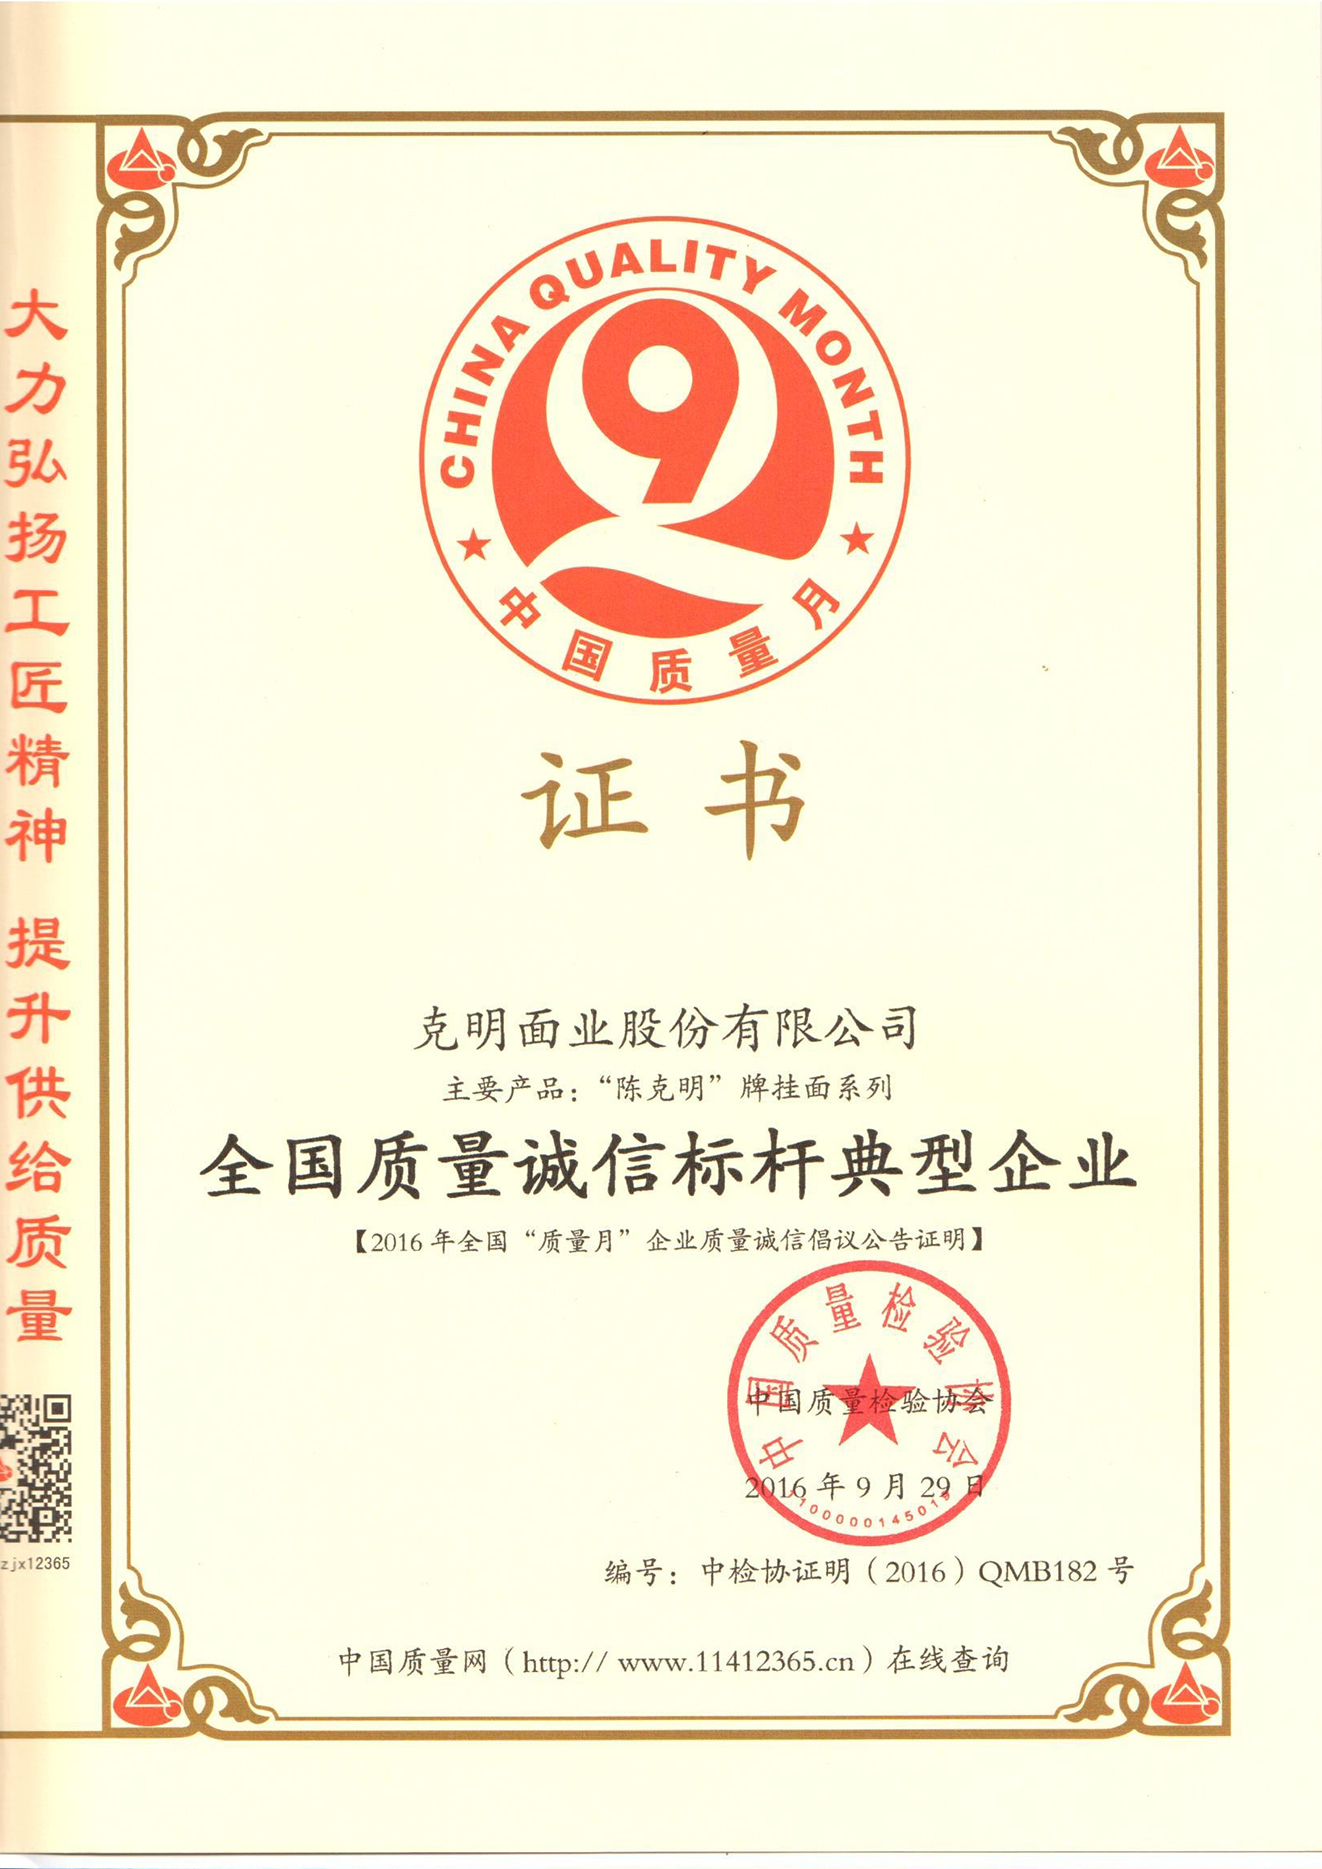 大力弘扬工匠精神 提升供给质量
zjx12365
CHINA QUALITY MONTH
9
中国质量月
证书
克明面业股份有限公司
主要产品：“陈克明”牌挂面系列
全国质量诚信标杆典型企业
【2016年全国“质量月”企业质量诚信倡议公告证明】
中国质量检验协会
中国质量检验协会
2016年9月29日
1100000145019
编号：中检协证明（2016）QMB182号
中国质量网（http:// www.11412365.cn）在线查询